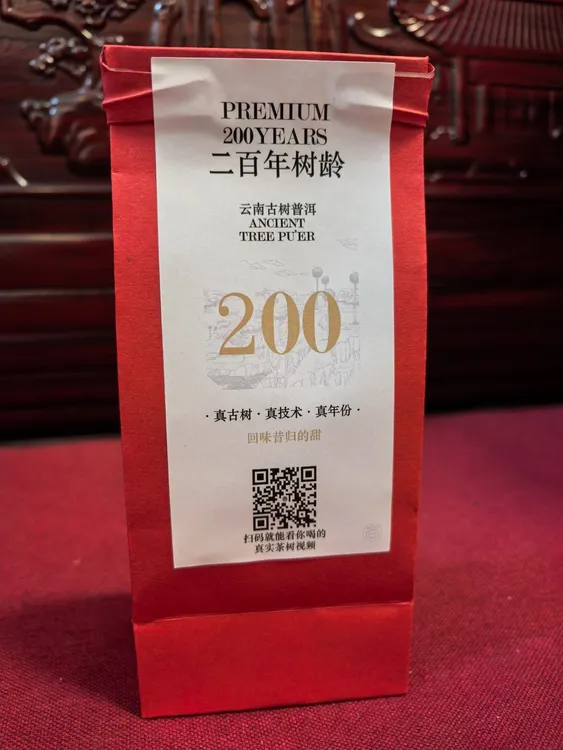 PREMIUM
200YEARS
二百年树龄
云南古树普洱
ANCIENT
TREE PU'ER
200
·真古树·真技术·真年份·
回味昔归的甜
扫码就能看你喝的
真实茶树视频